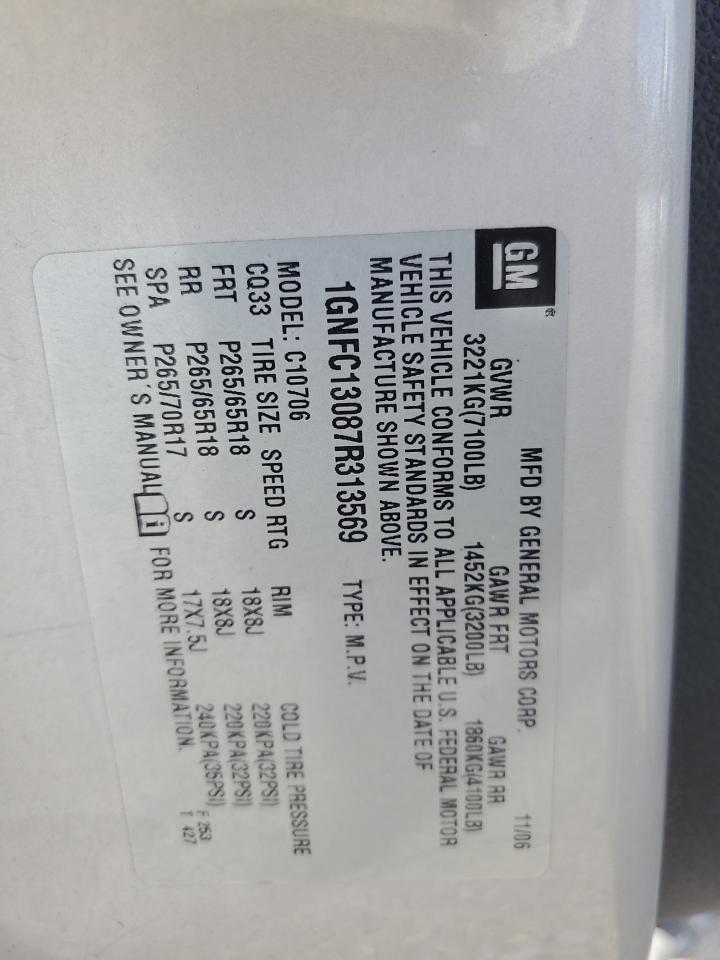 GM®
MFD BY GENERAL MOTORS CORP. 11/06
GVWR GAWR FRT GAWR RR
3221KG(7100LB) 1452KG(3200LB) 1860KG(4100LB)
THIS VEHICLE CONFORMS TO ALL APPLICABLE U.S. FEDERAL MOTOR
VEHICLE SAFETY STANDARDS IN EFFECT ON THE DATE OF
MANUFACTURE SHOWN ABOVE.
1GNFC13087R313569 TYPE: M.P.V.
MODEL: C10706
CQ33 TIRE SIZE SPEED RTG RIM COLD TIRE PRESSURE
FRT P265/65R18 S 18X8J 220KPA(32PSI)
RR P265/65R18 S 18X8J 220KPA(32PSI)
SPA P265/70R17 S 17X7.5J 240KPA(35PSI) F 253
SEE OWNER'S MANUAL i FOR MORE INFORMATION. T 427